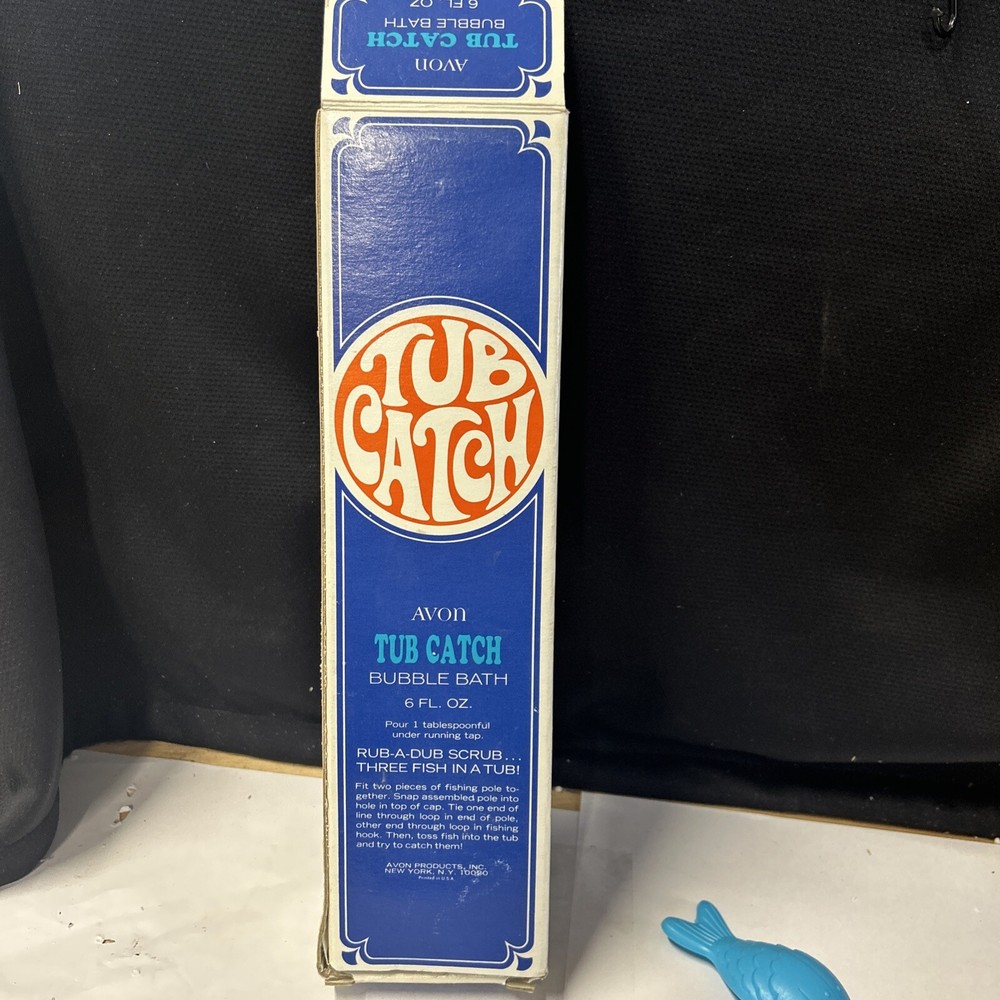 6 FL. OZ
BUBBLE BATH
TUB CATCH
AVON
TUB
CATCH
AVON
TUB CATCH
BUBBLE BATH
6 FL. OZ.
Pour 1 tablespoonful
under running tap.
RUB-A-DUB SCRUB...
THREE FISH IN A TUB!
Fit two pieces of fishing pole to-
gether. Snap assembled pole into
hole in top of cap. Tie one end of
line through loop in end of pole,
other end through loop in fishing
hook. Then, toss fish into the tub
and try to catch them!
AVON PRODUCTS, INC.
NEW YORK, N.Y. 10020
Printed in U.S.A.